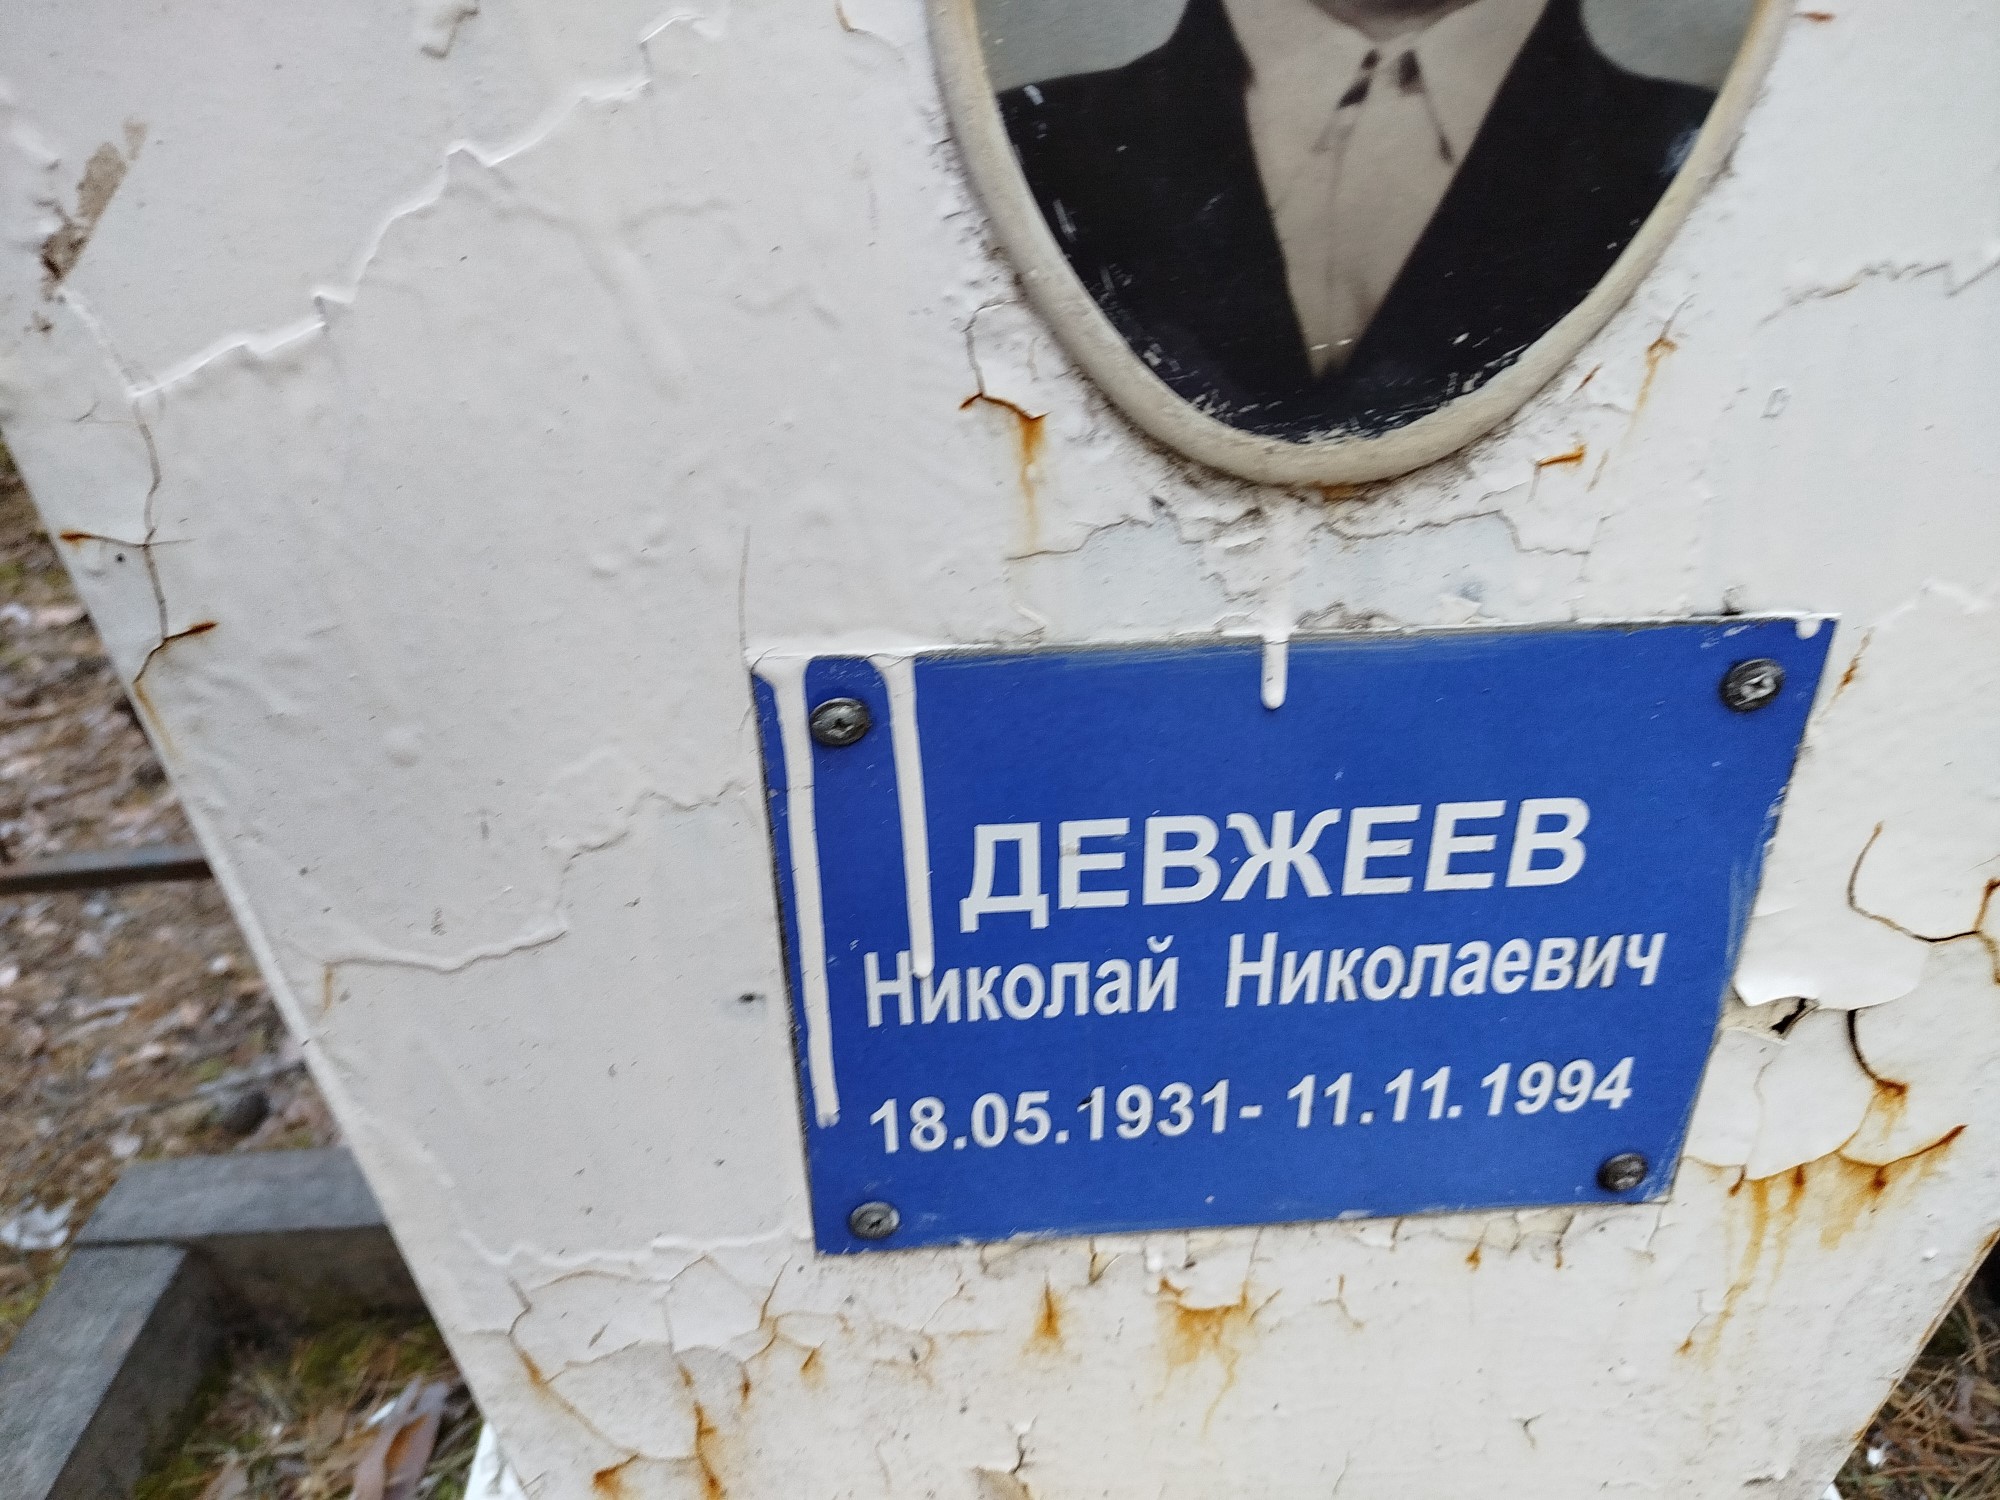 ДЕВЖЕЕВ
Николай Николаевич
18.05.1931- 11.11.1994